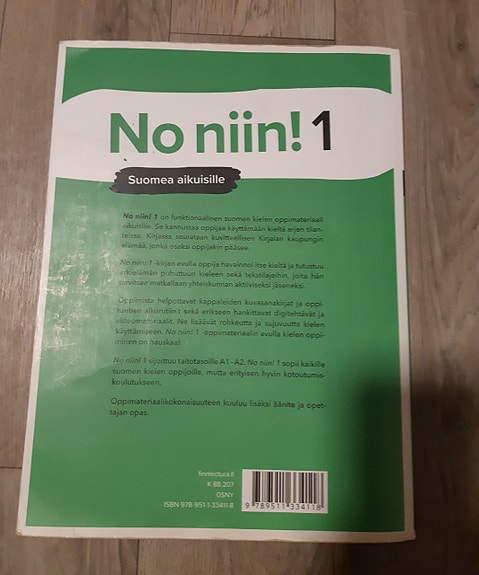 No niin! 1
Suomea aikuisille
No niin! 1 on funktionaalinen suomen kielen oppimateriaali
aikuisille. Se kannustaa oppijaa käyttämään kieltä arjen tilan-
teissa. Kirjassa seurataan kuvitteellisen Kirjalan kaupungin
elämää, jonka osaksi oppijakin pääsee.
No niin! 1 -kirjan avulla oppija havainnoi itse kieltä ja tutustuu
arkielämän puhuttuun kieleen sekä tekstilajeihin, joita hän
tarvitsee matkallaan yhteiskunnan aktiiviseksi jäseneksi.
Oppimista helpottavat kappaleiden kuvasanakirjat ja oppi-
tuntien alkurutiinit sekä erikseen hankittavat digitehtävät ja
videomateriaalit. Ne lisäävät rohkeutta ja sujuvuutta kielen
käyttämiseen. No niin! 1 -oppimateriaalin avulla kielen oppi-
minen on hauskaa!
No niin! 1 sijoittuu taitotasoille A1–A2. No niin! 1 sopii kaikille
suomen kielen oppijoille, mutta erityisen hyvin kotoutumis-
koulutukseen.
Oppimateriaalikokonaisuuteen kuuluu lisäksi äänite ja opet-
tajan opas.
finnlectura.fi
K 88.207
OSNY
ISBN 978-951-1-33411-8
9 789511 334118